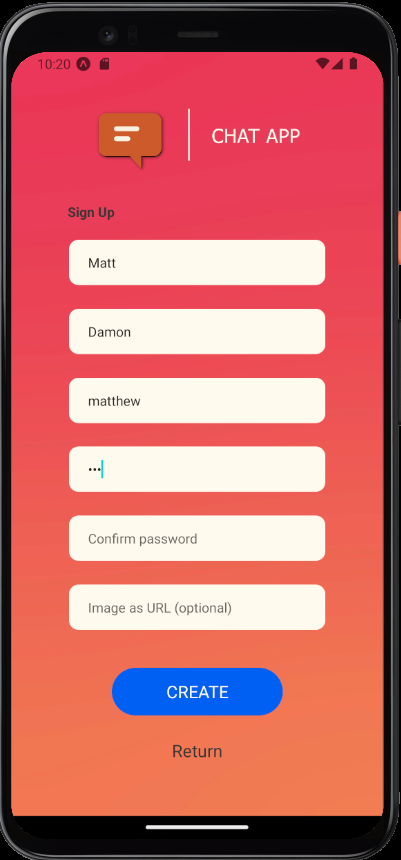 10:20
CHAT APP
Sign Up
Matt
Damon
matthew
•••
Confirm password
Image as URL (optional)
CREATE
Return